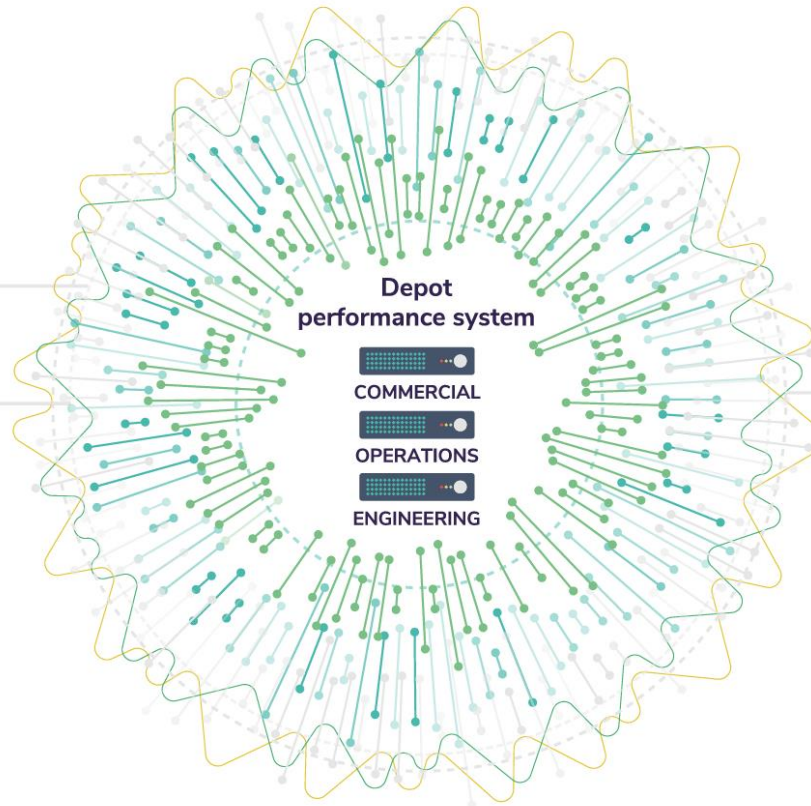 Depot
performance system
COMMERCIAL
OPERATIONS
ENGINEERING